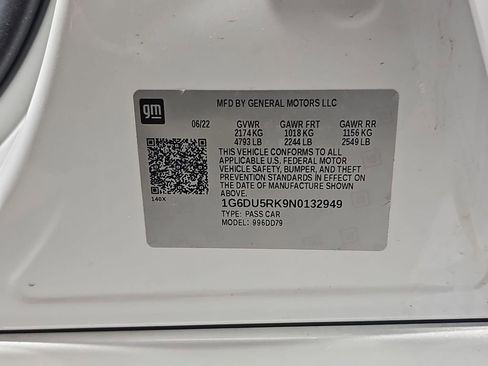 gm
MFD BY GENERAL MOTORS LLC
06/22 GVWR GAWR FRT GAWR RR
2174 KG 1018 KG 1156 KG
4793 LB 2244 LB 2549 LB
THIS VEHICLE CONFORMS TO ALL
APPLICABLE U.S. FEDERAL MOTOR
VEHICLE SAFETY, BUMPER, AND THEFT
PREVENTION STANDARDS IN EFFECT ON
THE DATE OF MANUFACTURE SHOWN
ABOVE.
140X
1G6DU5RK9N0132949
TYPE: PASS CAR
MODEL: 996DD79